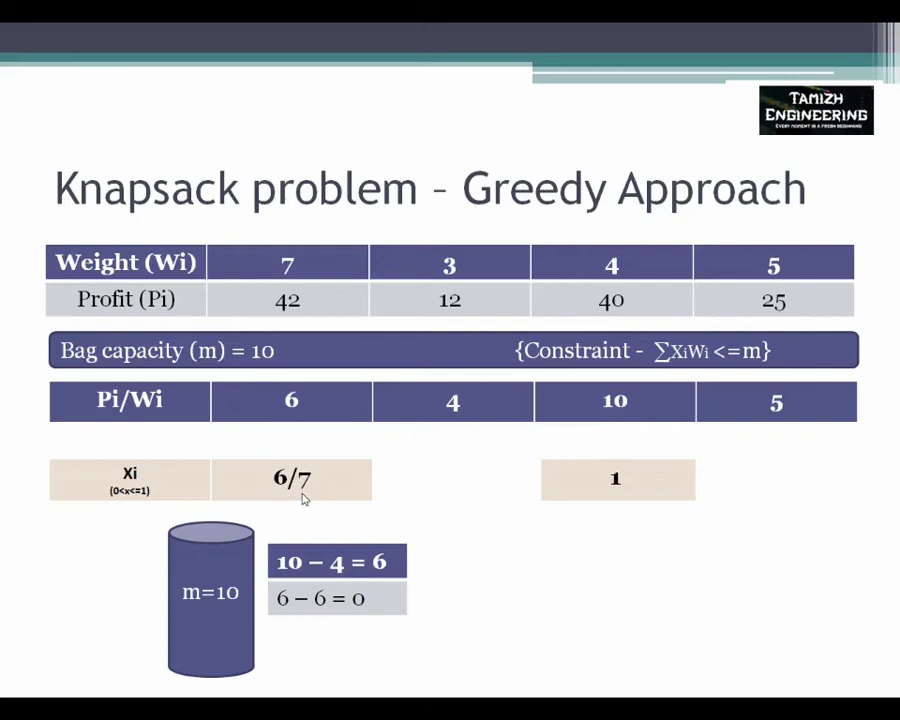 TAMIZH
ENGINEERING
EVERY MOMENT IS A FRESH BEGINNING
Knapsack problem – Greedy Approach
Weight (Wi) 7 3 4 5
Profit (Pi) 42 12 40 25
Bag capacity (m) = 10 {Constraint - ∑XiWi <=m}
Pi/Wi 6 4 10 5
Xi 6/7 1
(0<x<=1)
10 – 4 = 6
m=10 6 – 6 = 0